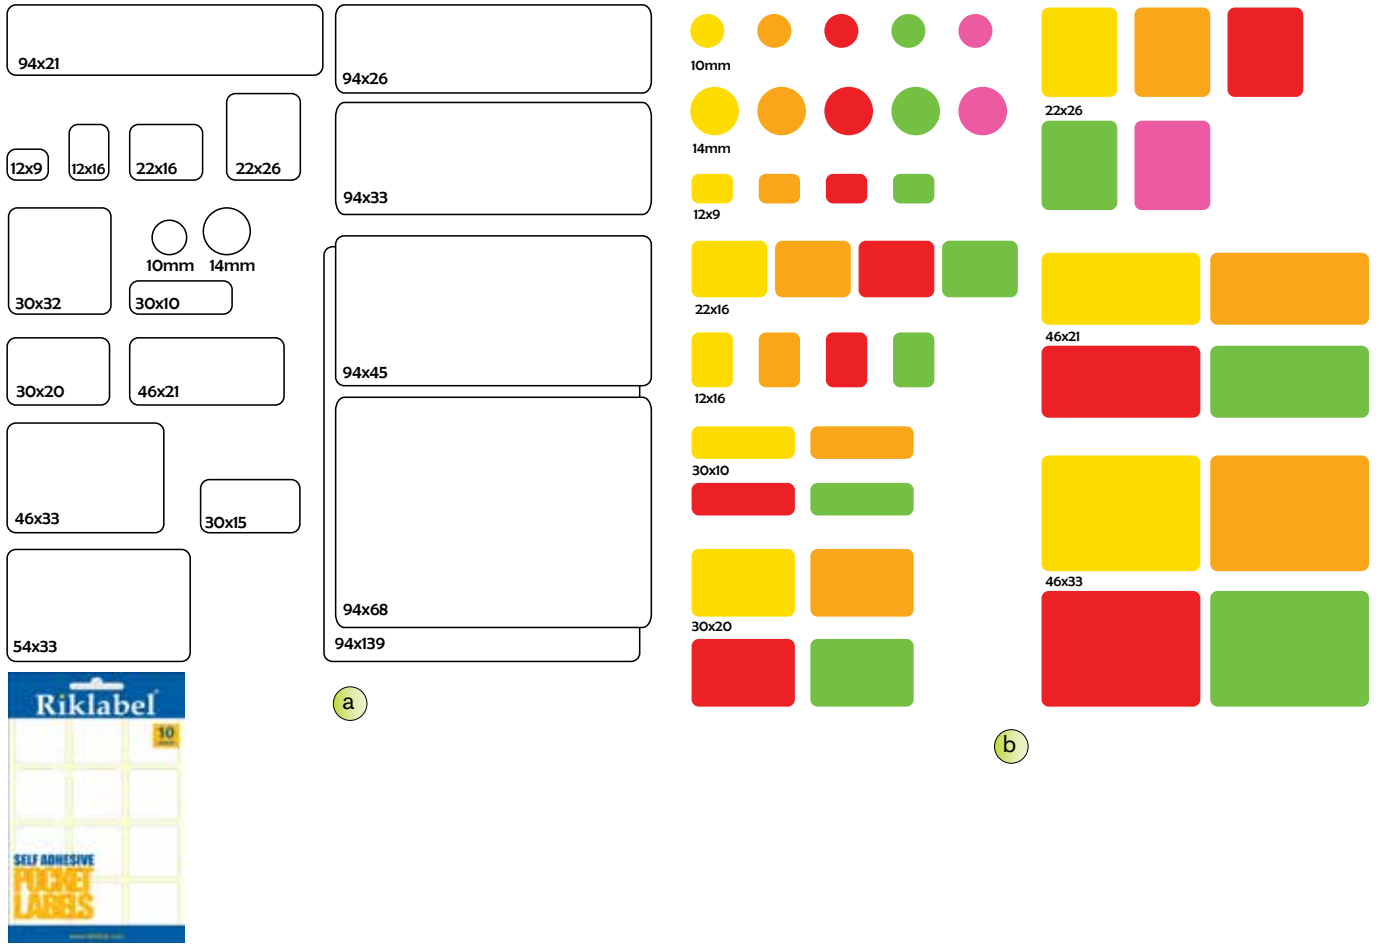 94x21
94x26
12x9
12x16
22x16
22x26
94x33
30x32
10mm
14mm
30x10
94x45
30x20
46x21
46x33
30x15
94x68
54x33
94x139
Riklabel
10
SELF ADHESIVE
POCKET
LABELS
a
10mm
14mm
12x9
22x16
12x16
30x10
30x20
22x26
46x21
46x33
b